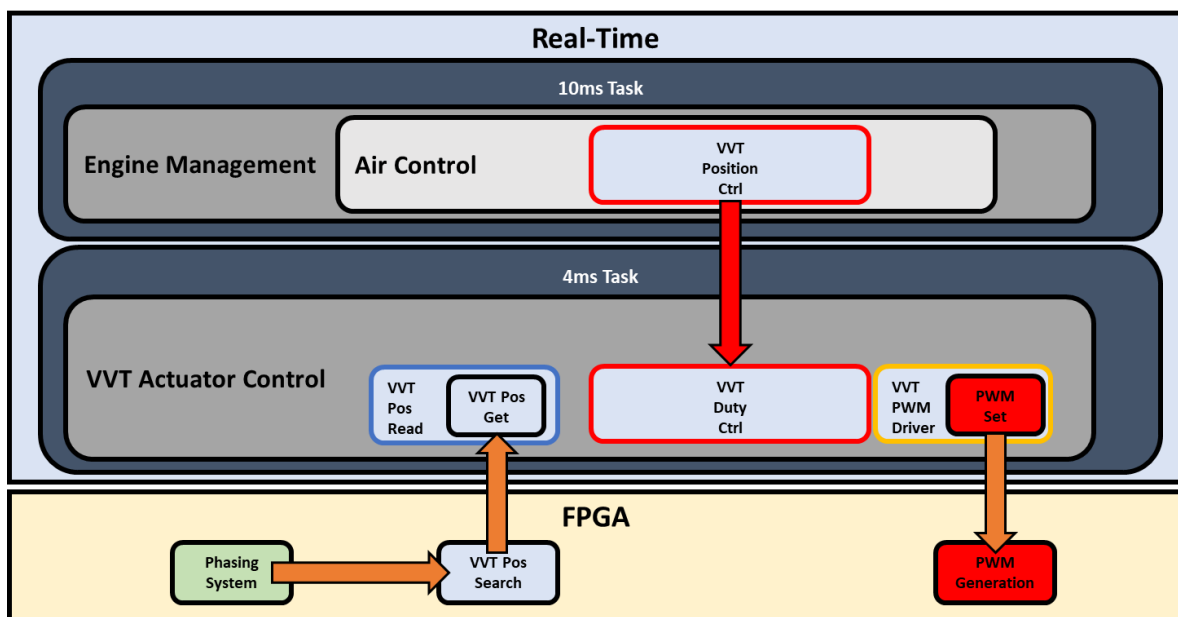 Real-Time
10ms Task
Engine Management
Air Control
VVT
Position
Ctrl
4ms Task
VVT Actuator Control
VVT
Pos
Read
VVT Pos
Get
VVT
Duty
Ctrl
VVT
PWM
Driver
PWM
Set
FPGA
Phasing
System
VVT Pos
Search
PWM
Generation